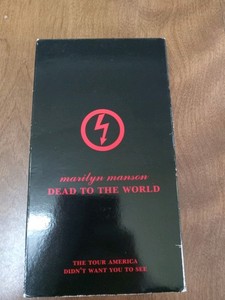 marilyn manson
DEAD TO THE WORLD
THE TOUR AMERICA
DIDN'T WANT YOU TO SEE